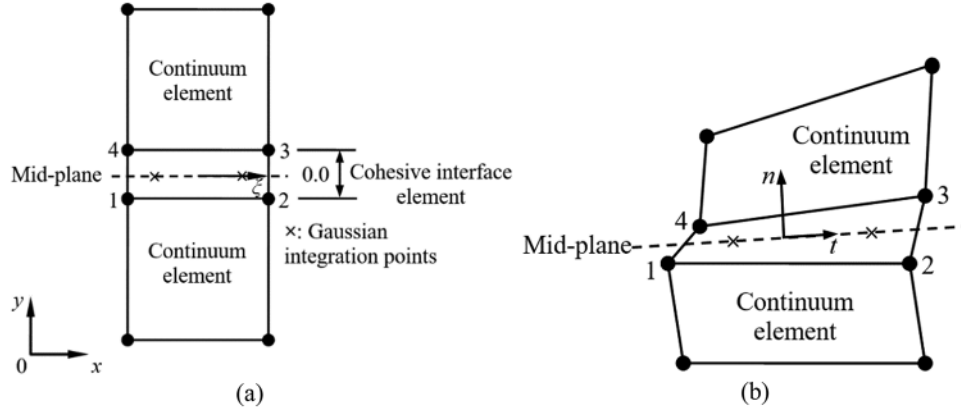 Continuum
element
4
3
Mid-plane
0.0
Cohesive interface
element
ξ
1
2
×: Gaussian
integration points
Continuum
element
y
0
x
(a)
Continuum
element
n
3
4
Mid-plane
t
1
2
Continuum
element
(b)